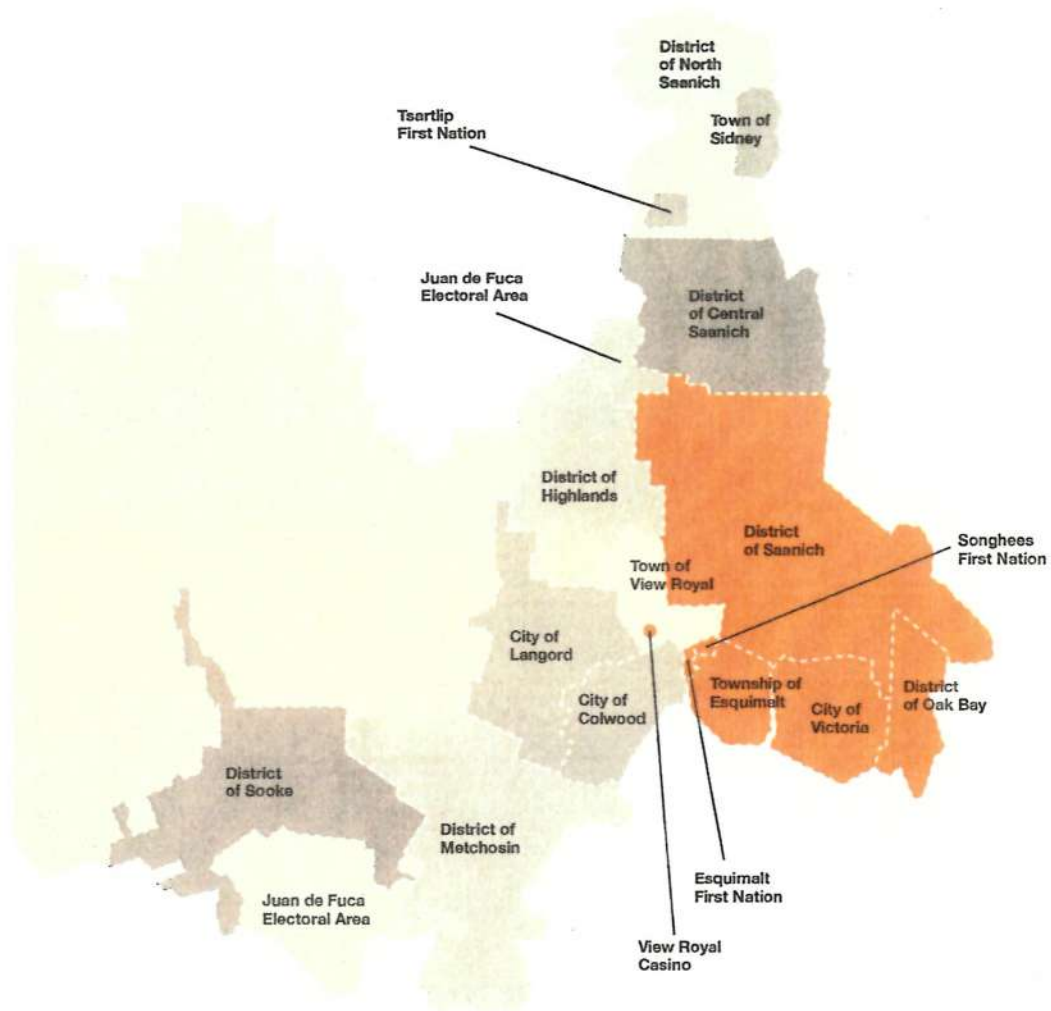 District
of North
Saanich
Town of
Sidney
Tsartlip
First Nation
Juan de Fuca
Electoral Area
District
of Central
Saanich
District of
Highlands
District
of Saanich
Songhees
First Nation
Town of
View Royal
City of
Langord
City of
Colwood
Township of
Esquimalt
City of
Victoria
District
of Oak Bay
District
of Sooke
District of
Metchosin
Juan de Fuca
Electoral Area
Esquimalt
First Nation
View Royal
Casino